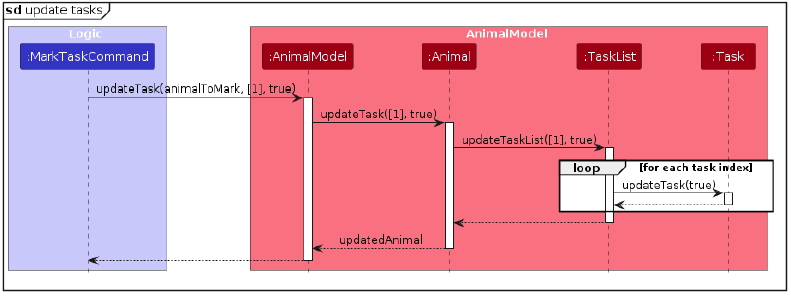 sd update tasks
Logic
AnimalModel
:MarkTaskCommand
:AnimalModel
:Animal
:TaskList
:Task
updateTask(animalToMark, [1], true)
updateTask([1], true)
updateTaskList([1], true)
loop
[for each task index]
updateTask(true)
updatedAnimal